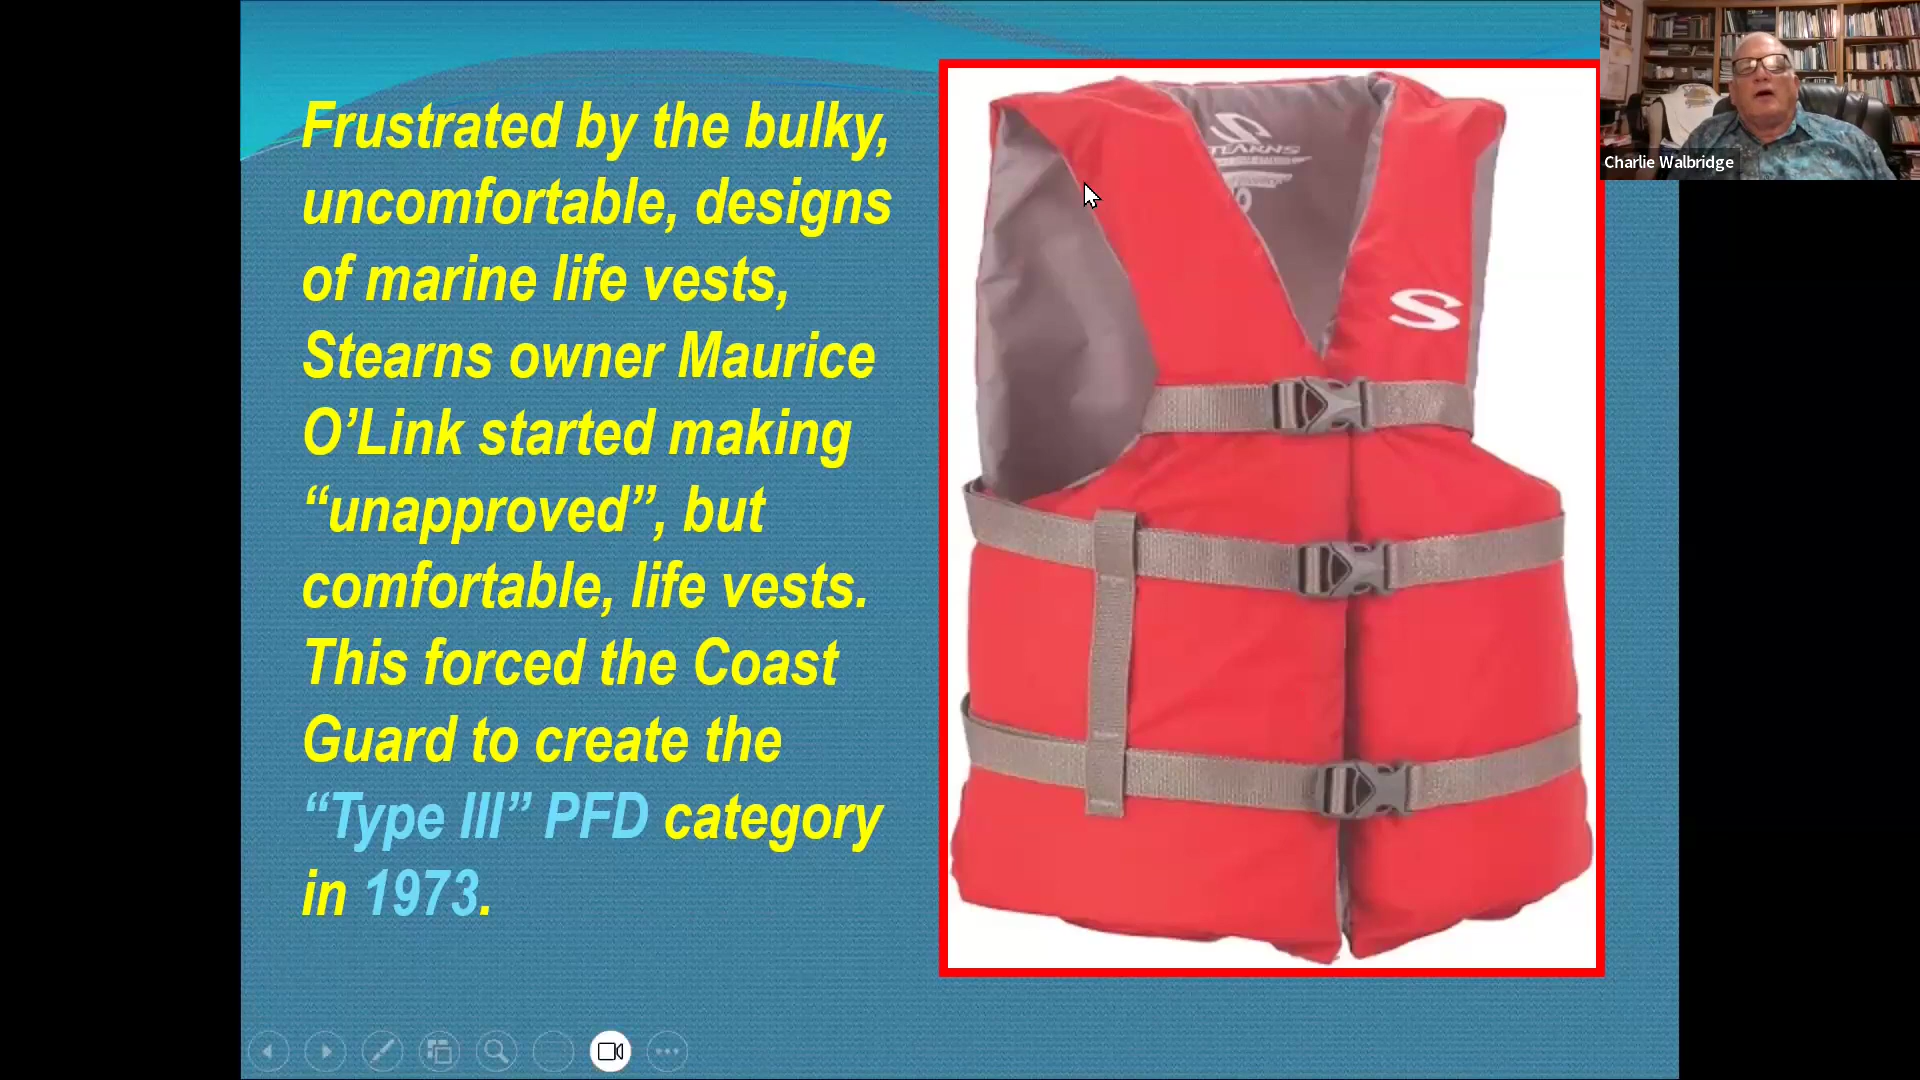 Frustrated by the bulky,
uncomfortable, designs
of marine life vests,
Stearns owner Maurice
O’Link started making
“unapproved”, but
comfortable, life vests.
This forced the Coast
Guard to create the
“Type III” PFD category
in 1973.
STEARNS
S
Charlie Walbridge